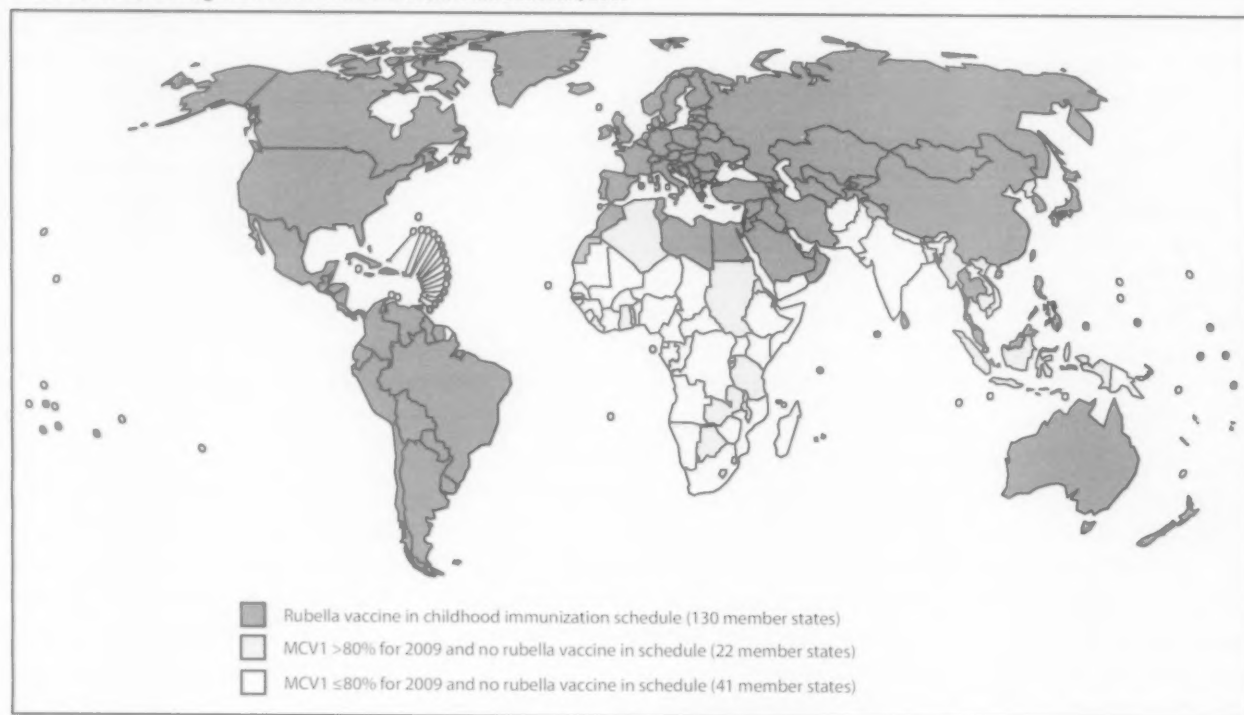 Rubella vaccine in childhood immunization schedule (130 member states)
MCV1 >80% for 2009 and no rubella vaccine in schedule (22 member states)
MCV1 ≤80% for 2009 and no rubella vaccine in schedule (41 member states)